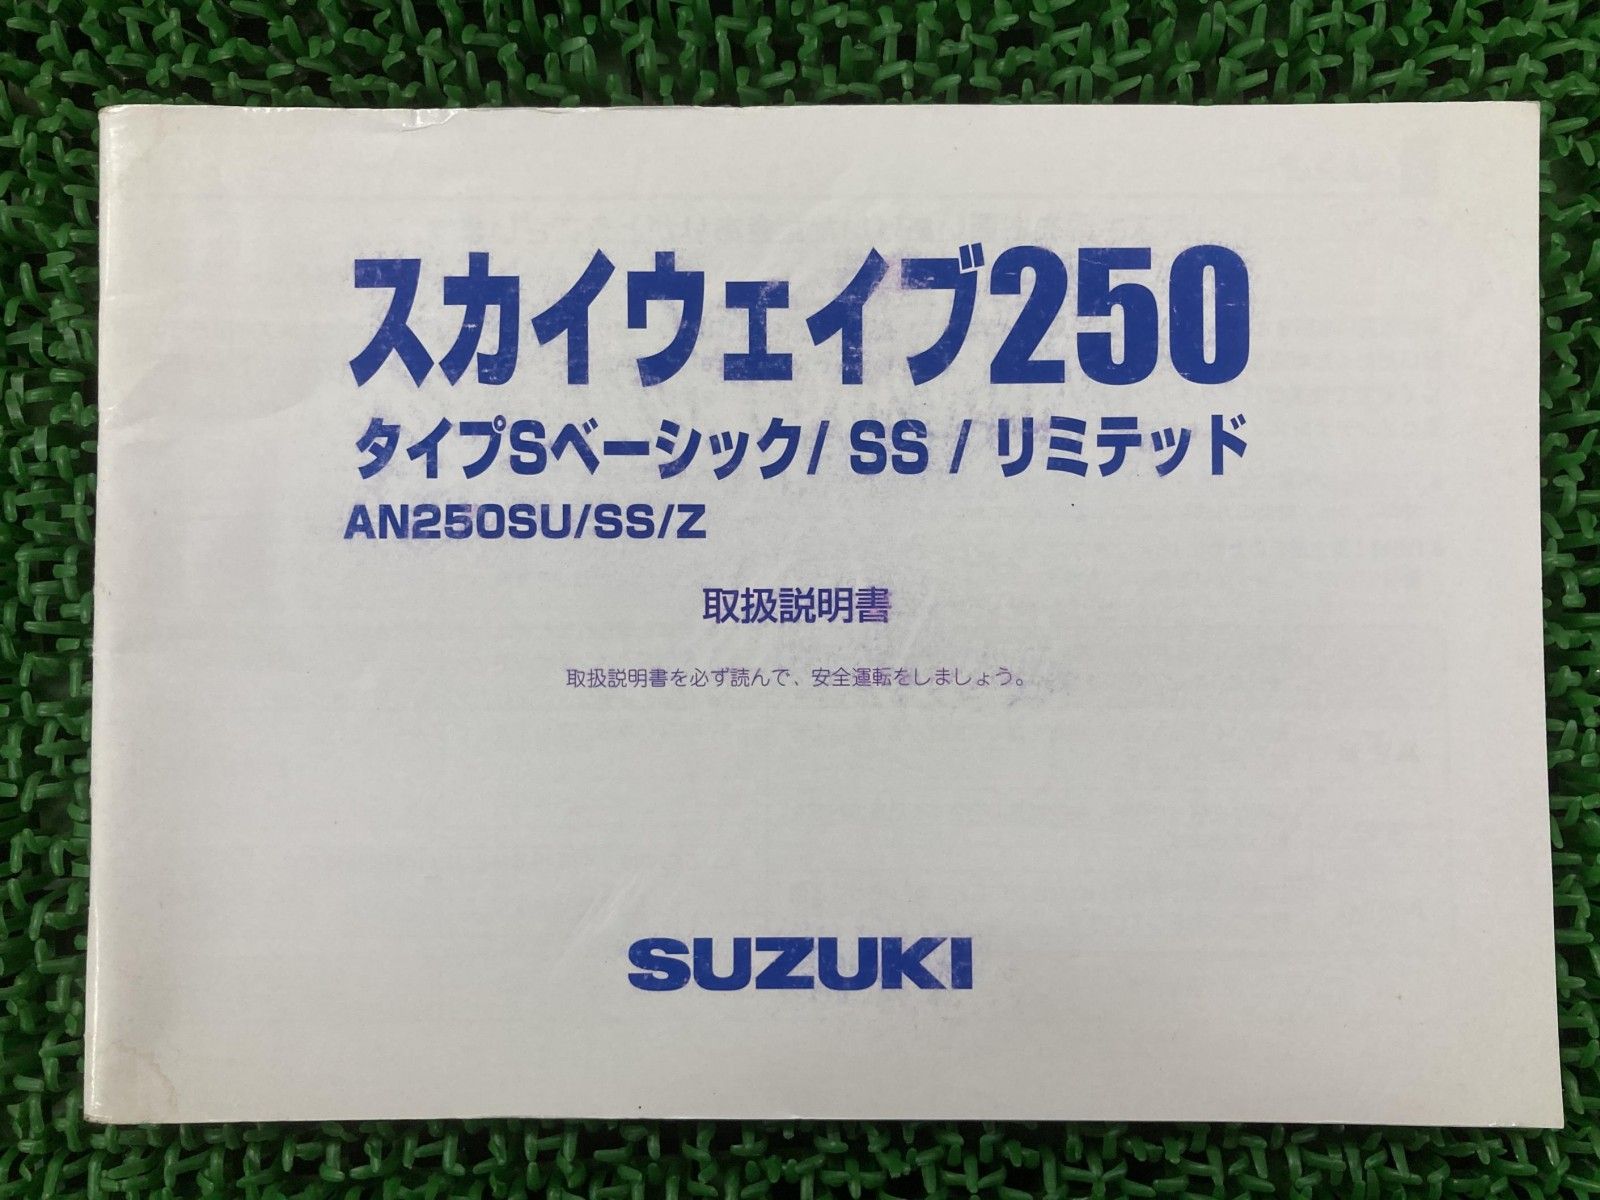 スカイウェイブ250
タイプSベーシック/ SS / リミテッド
AN250SU/SS/Z
取扱説明書
取扱説明書を必ず読んで、安全運転をしましょう。
SUZUKI